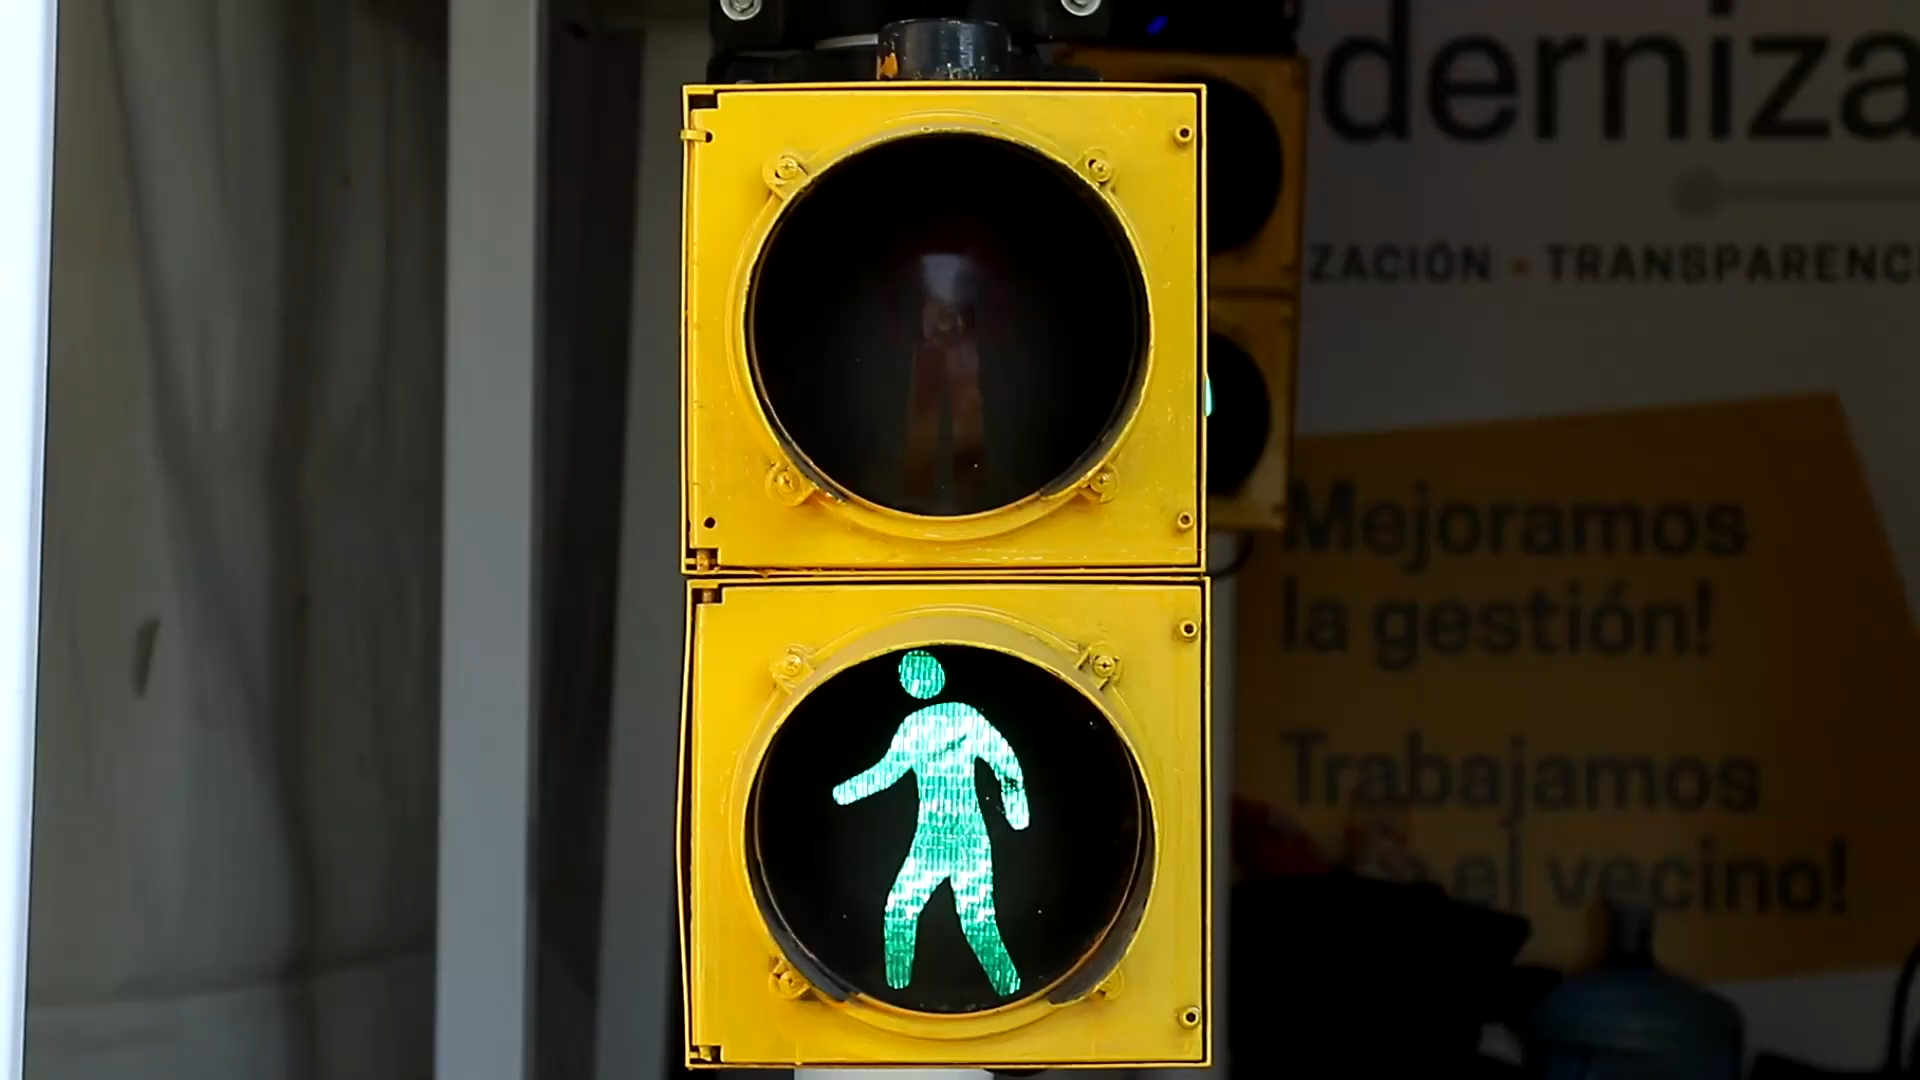 derniza
ZACIÓN • TRANSPARENC
Mejoramos
la gestión!
Trabajamos
el vecino!